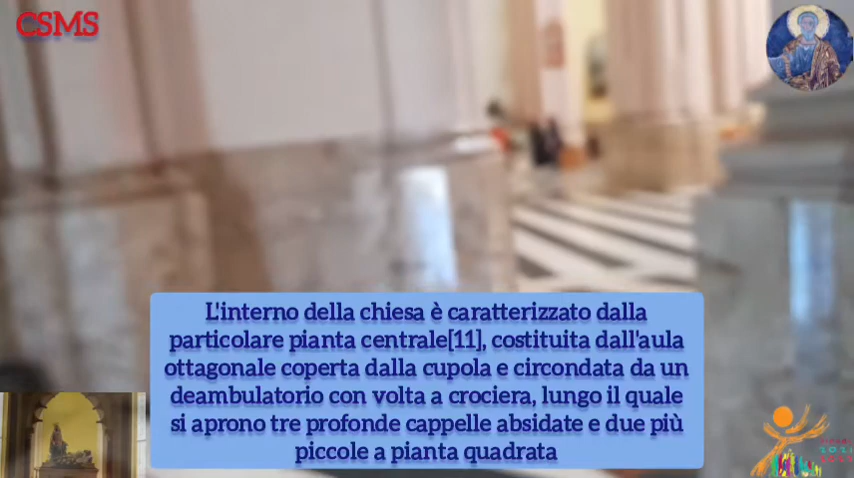 CSMS
L'interno della chiesa è caratterizzato dalla
particolare pianta centrale[11], costituita dall'aula
ottagonale coperta dalla cupola e circondata da un
deambulatorio con volta a crociera, lungo il quale
si aprono tre profonde cappelle absidate e due più
piccole a pianta quadrata
2021